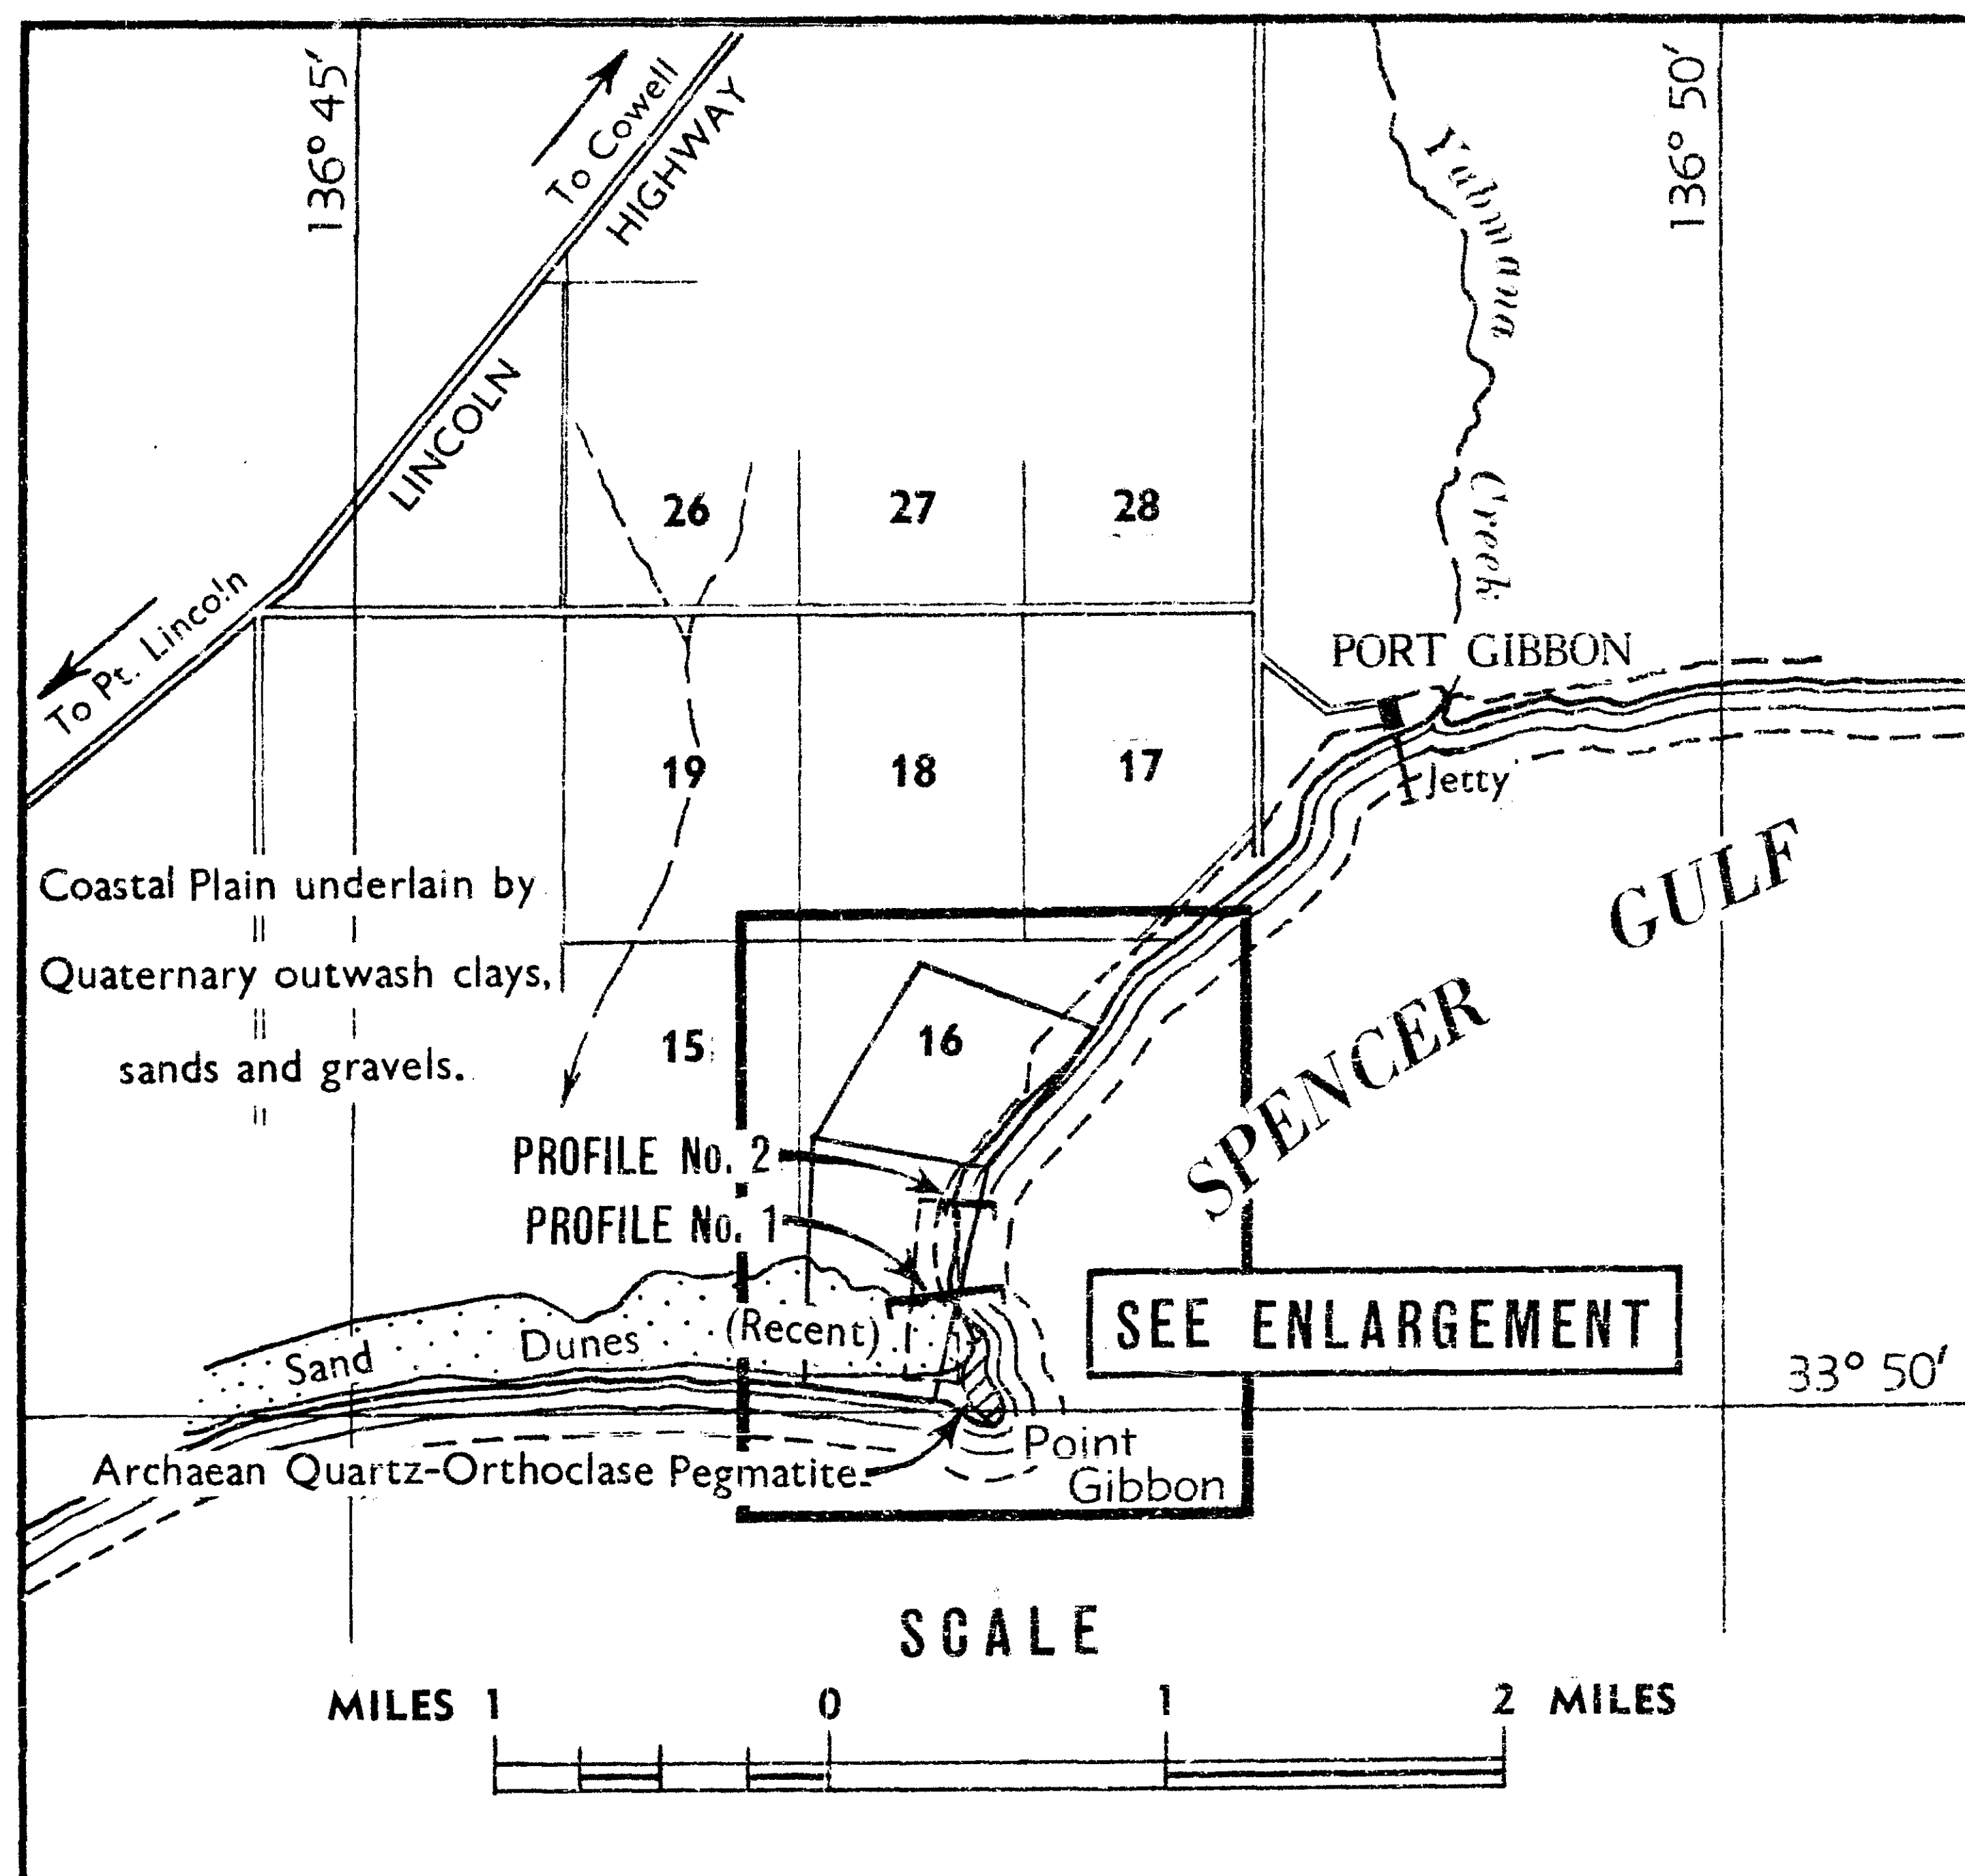 136° 45'
To Cowell
HIGHWAY
LINCOLN
136° 50'
Yabmana
Creek
26
27
28
To Pt. Lincoln
PORT GIBBON
Jetty
19
18
17
GULF
SPENCER
Coastal Plain underlain by
Quaternary outwash clays,
sands and gravels.
15
16
PROFILE No. 2
PROFILE No. 1
Sand Dunes (Recent)
SEE ENLARGEMENT
33° 50'
Archaean Quartz-Orthoclase Pegmatite
Point
Gibbon
SCALE
MILES 1 0 1 2 MILES